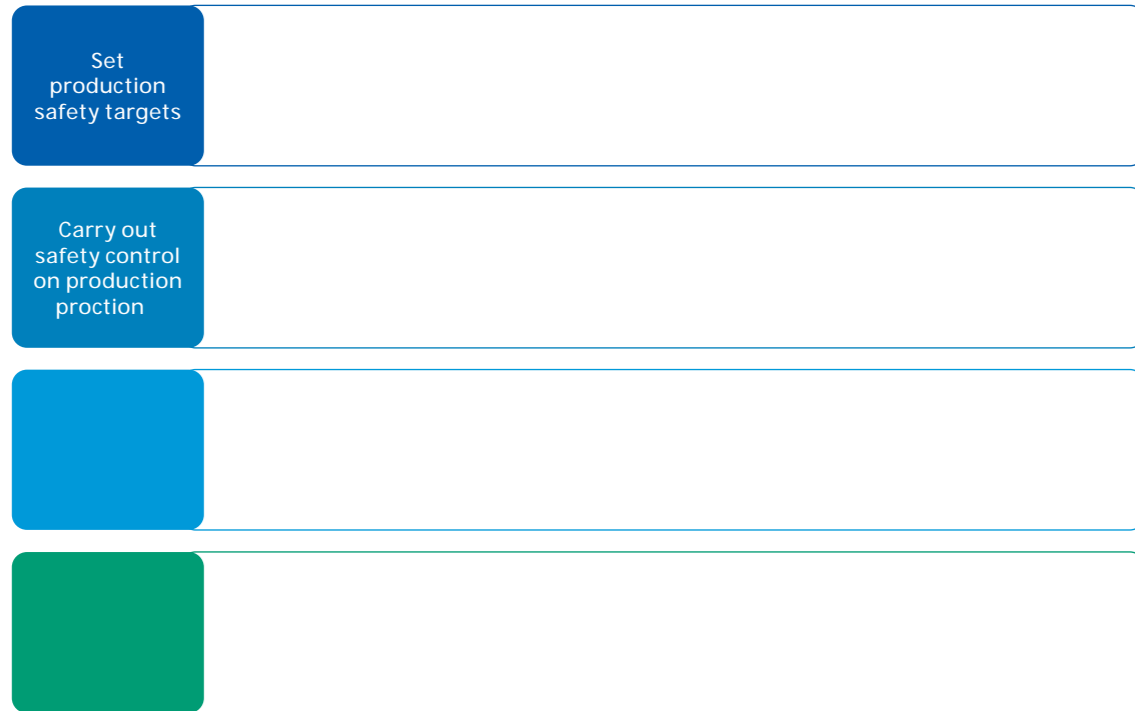 Set
production
safety targets
Carry out
safety control
on production
proction